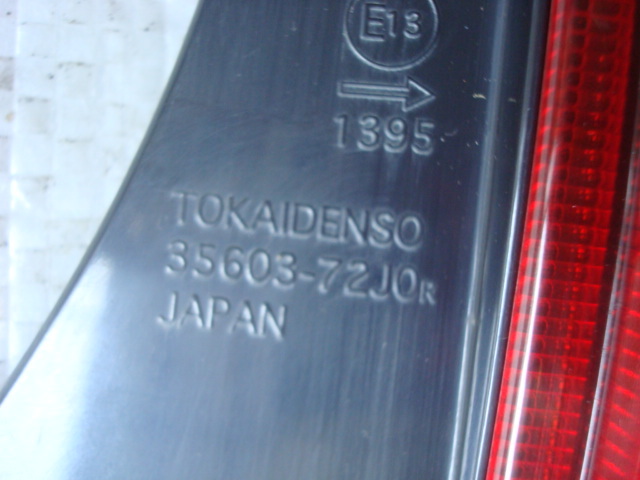 E13
→
1395
TOKAIDENSO
35603-72J0R
JAPAN